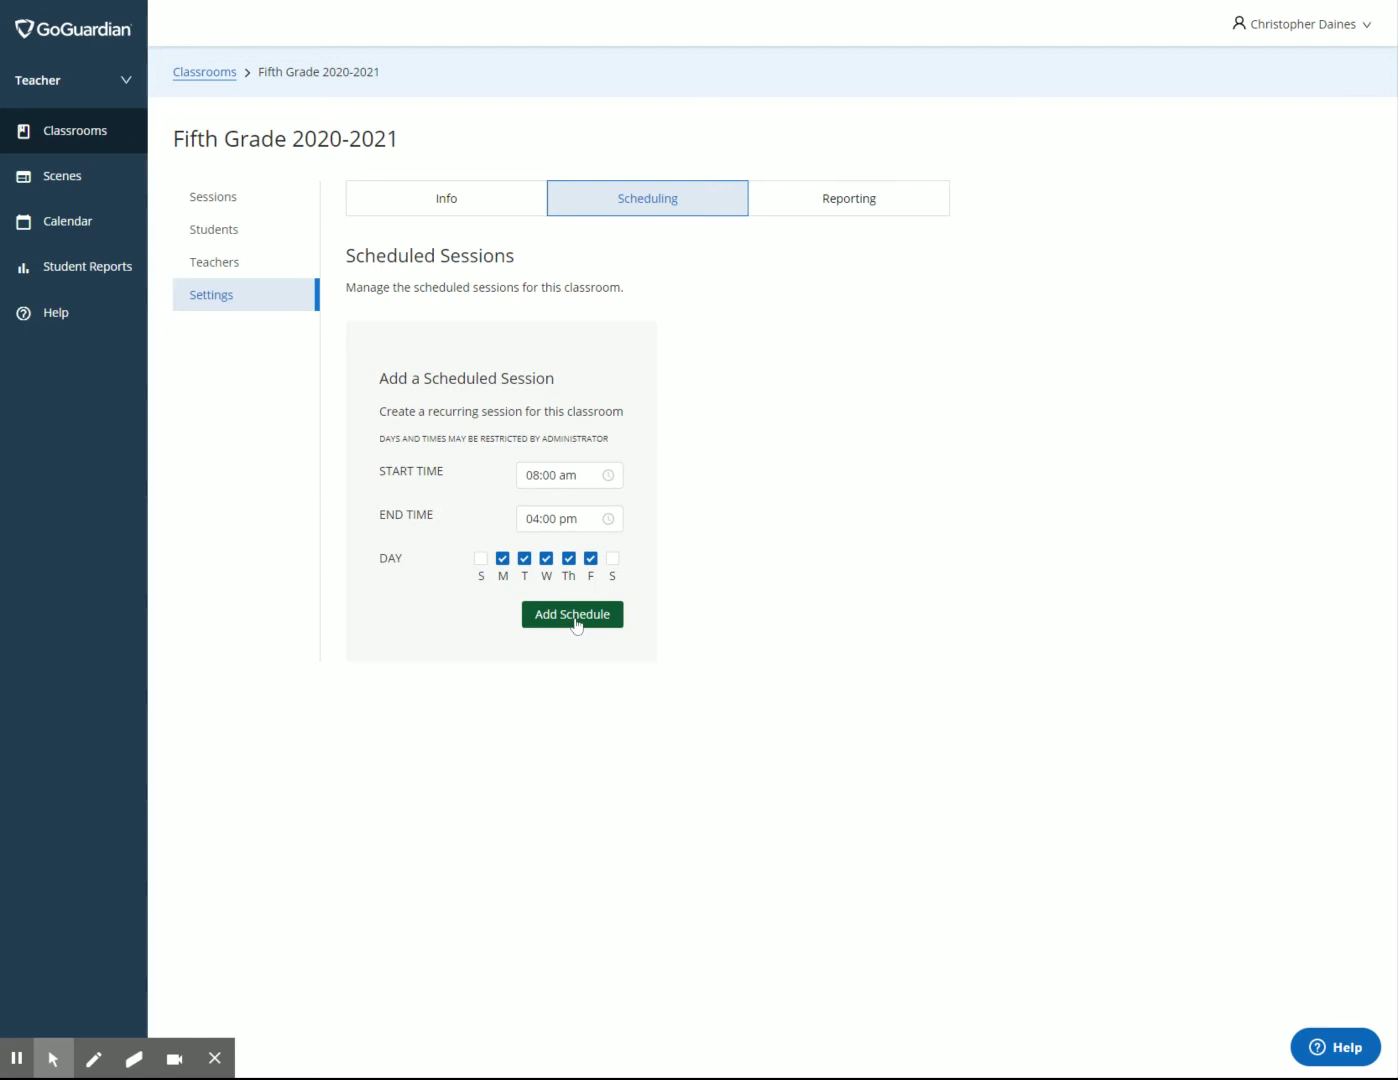 GoGuardian
Christopher Daines
Teacher
Classrooms
Scenes
Calendar
Student Reports
Help
Classrooms > Fifth Grade 2020-2021
Fifth Grade 2020-2021
Sessions
Students
Teachers
Settings
Info
Scheduling
Reporting
Scheduled Sessions
Manage the scheduled sessions for this classroom.
Add a Scheduled Session
Create a recurring session for this classroom
DAYS AND TIMES MAY BE RESTRICTED BY ADMINISTRATOR
START TIME 08:00 am
END TIME 04:00 pm
DAY
S M T W Th F S
Add Schedule
Help